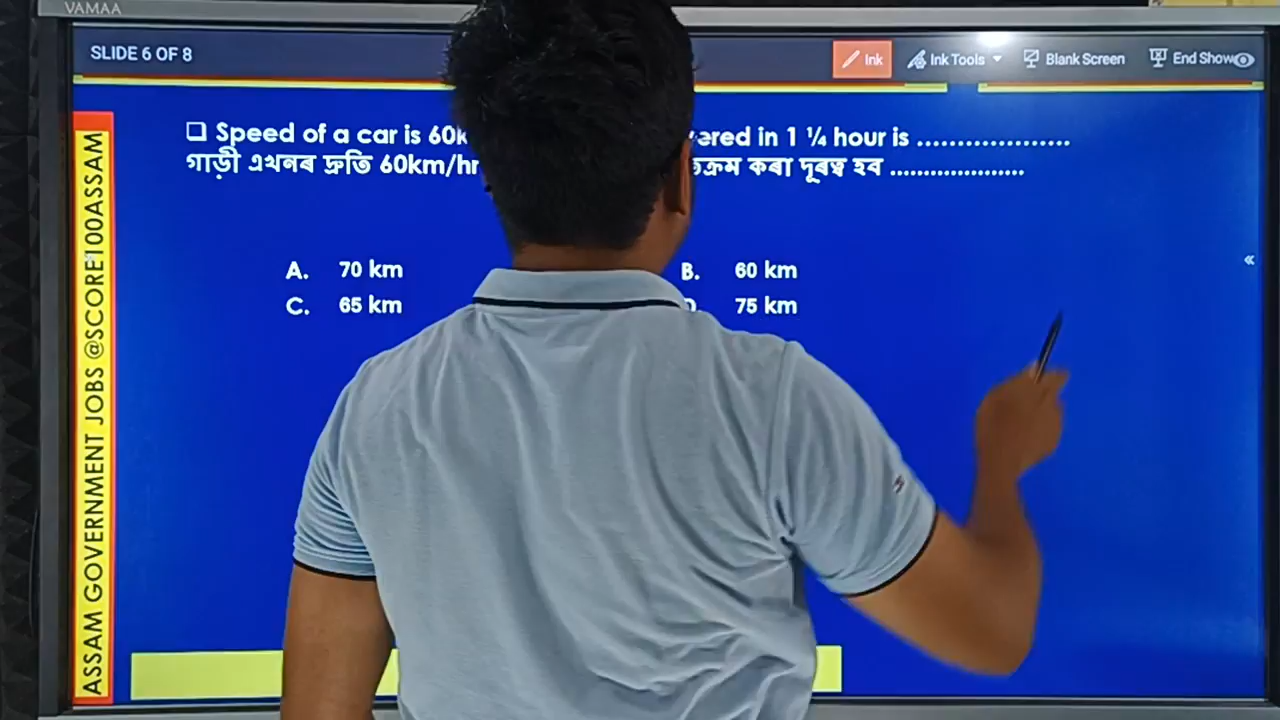 VAMAA
SLIDE 6 OF 8
Ink
Ink Tools
Blank Screen
End Show
❑ Speed of a car is 60k ered in 1 ¼ hour is ...................
গাড়ী এখনৰ দ্ৰুতি 60km/hr ক্ৰম কৰা দূৰত্ব হব ....................
A. 70 km
B. 60 km
C. 65 km
75 km
ASSAM GOVERNMENT JOBS @SCORE100ASSAM